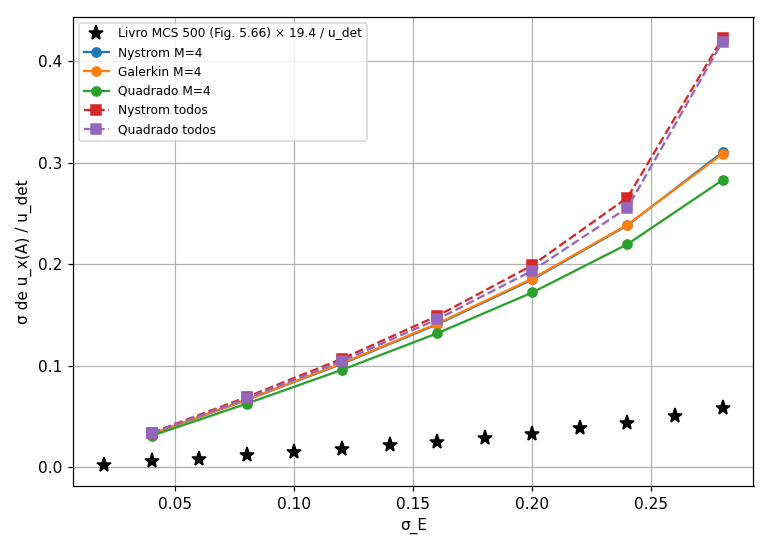 Livro MCS 500 (Fig. 5.66) × 19.4 / u_det
Nystrom M=4
Galerkin M=4
Quadrado M=4
Nystrom todos
Quadrado todos
σ de u_x(A) / u_det
0.4
0.3
0.2
0.1
0.0
0.05 0.10 0.15 0.20 0.25
σ_E